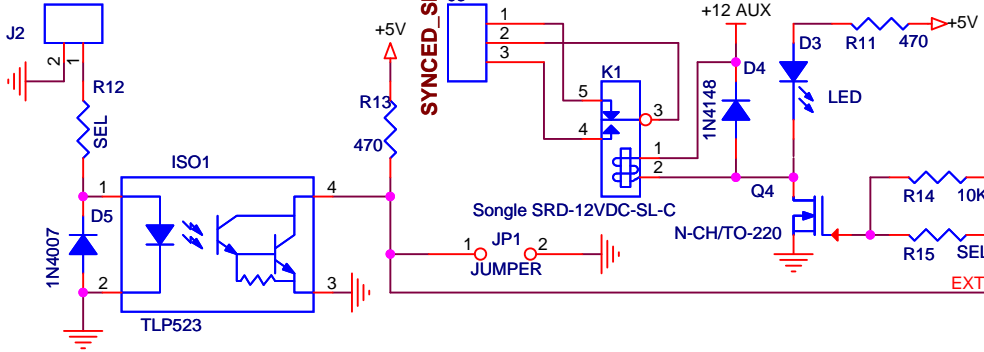 J2
2
1
R12
SEL
+5V
R13
470
SYNCED_S
1
2
3
K1
5
4
3
1
2
Songle SRD-12VDC-SL-C
+12 AUX
D4
1N4148
D3
LED
R11
470
+5V
ISO1
1
2
4
3
D5
1N4007
TLP523
JP1
1
2
JUMPER
Q4
N-CH/TO-220
R14
10K
R15
SEL
EXT